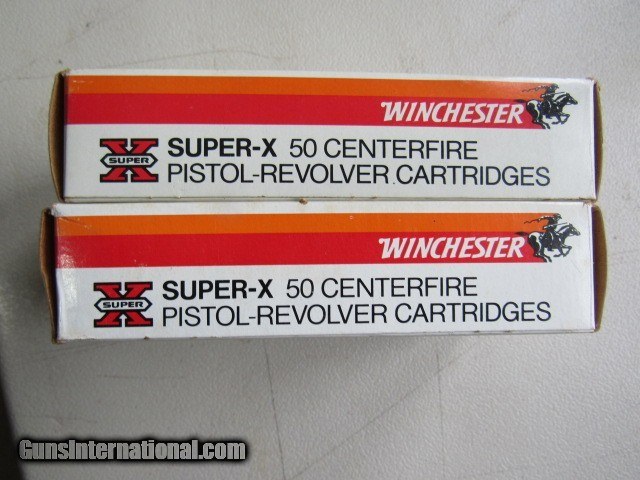 WINCHESTER
X
SUPER
SUPER-X 50 CENTERFIRE
PISTOL-REVOLVER CARTRIDGES
WINCHESTER
X
SUPER
SUPER-X 50 CENTERFIRE
PISTOL-REVOLVER CARTRIDGES
GunsInternational.com